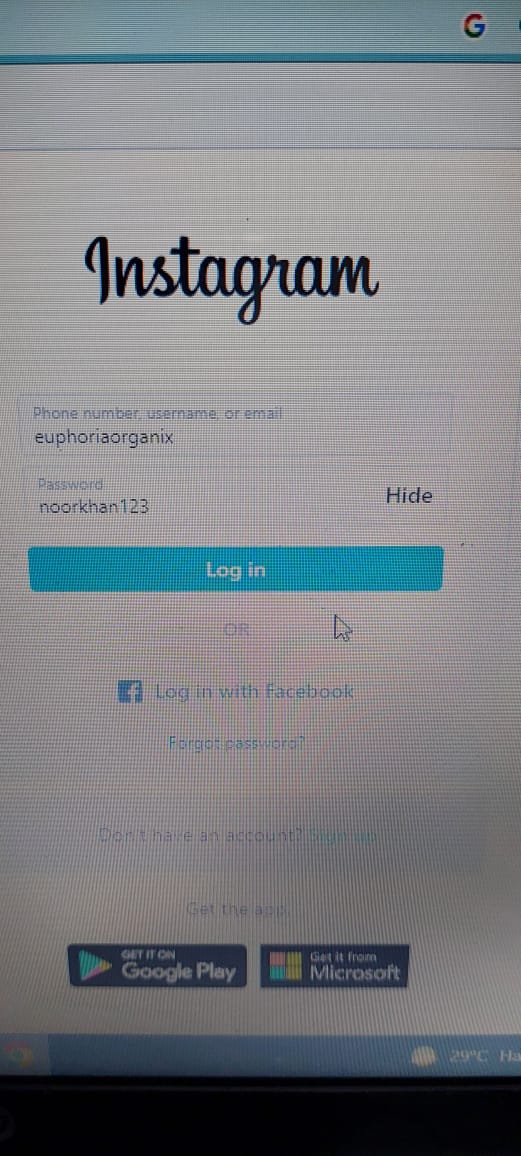 Instagram
Phone number, username, or email
euphoriaorganix
Password
noorkhan123
Hide
Log in
OR
Log in with Facebook
Forgot password?
Don't have an account? Sign up
Get the app.
GET IT ON
Google Play
Get it from
Microsoft
29°C Ha